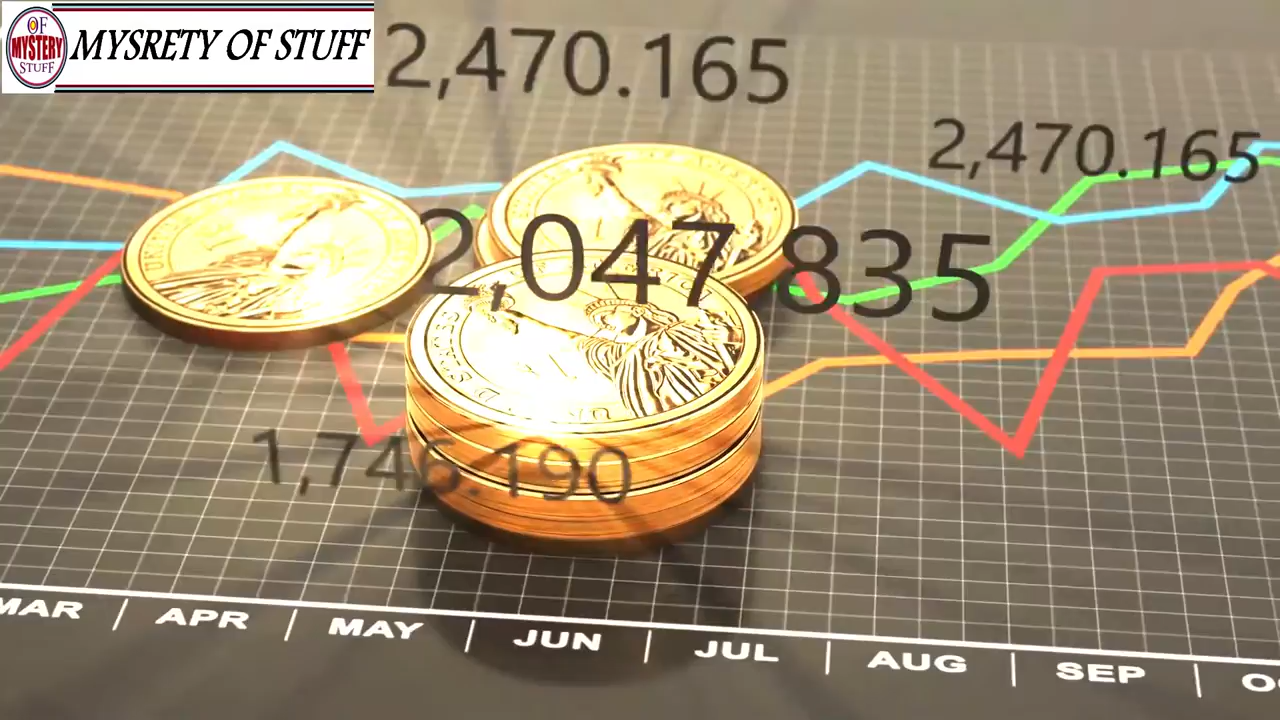 OF
MYSTERY
STUFF
MYSRETY OF STUFF
2,470.165
2,470.165
2,047,835
1,746.190
MAR | APR | MAY | JUN | JUL | AUG | SEP |